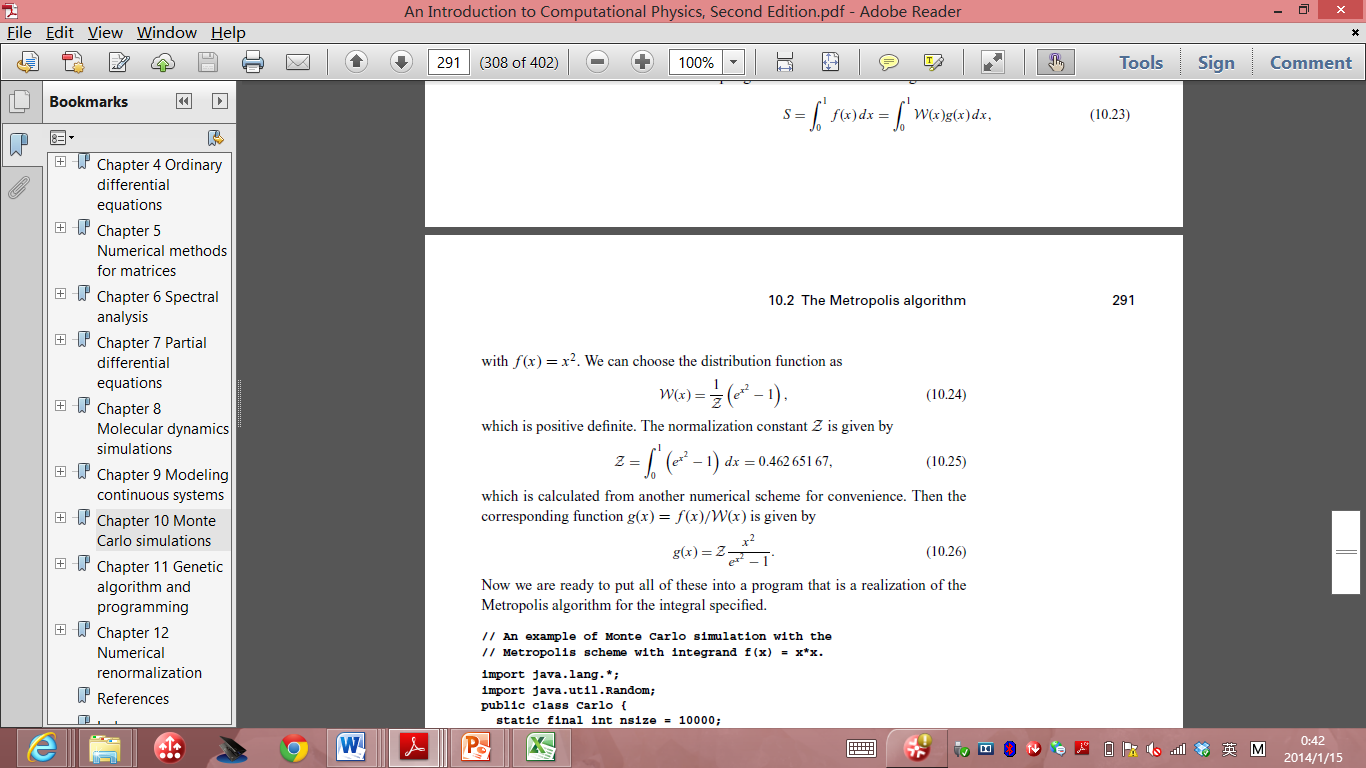 An Introduction to Computational Physics, Second Edition.pdf - Adobe Reader
File Edit View Window Help
291 (308 of 402) 100% Tools Sign Comment
Bookmarks
Chapter 4 Ordinary
differential
equations
Chapter 5
Numerical methods
for matrices
Chapter 6 Spectral
analysis
Chapter 7 Partial
differential
equations
Chapter 8
Molecular dynamics
simulations
Chapter 9 Modeling
continuous systems
Chapter 10 Monte
Carlo simulations
Chapter 11 Genetic
algorithm and
programming
Chapter 12
Numerical
renormalization
References
S = ∫₀¹ f(x) dx = ∫₀¹ W(x)g(x) dx, (10.23)
10.2 The Metropolis algorithm 291
with f(x) = x². We can choose the distribution function as
W(x) = 1/Z (e^{x²} − 1), (10.24)
which is positive definite. The normalization constant Z is given by
Z = ∫₀¹ (e^{x²} − 1) dx = 0.462 651 67, (10.25)
which is calculated from another numerical scheme for convenience. Then the
corresponding function g(x) = f(x)/W(x) is given by
g(x) = Z x²/(e^{x²} − 1). (10.26)
Now we are ready to put all of these into a program that is a realization of the
Metropolis algorithm for the integral specified.
// An example of Monte Carlo simulation with the
// Metropolis scheme with integrand f(x) = x*x.
import java.lang.*;
import java.util.Random;
public class Carlo {
static final int nsize = 10000;
英 M
0:42
2014/1/15